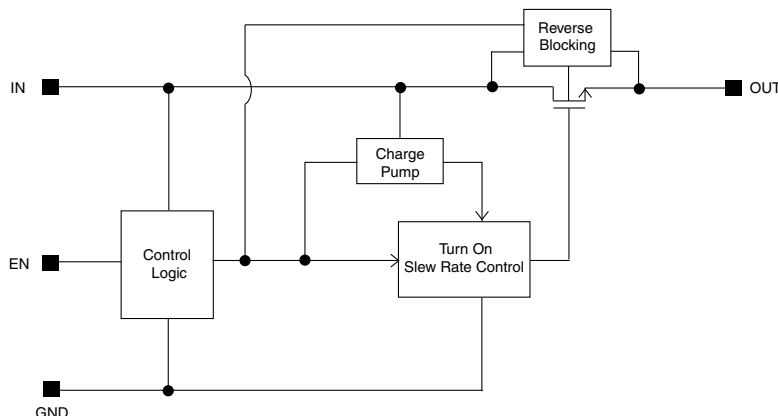 Reverse
Blocking
IN
OUT
Charge
Pump
Control
Logic
Turn On
Slew Rate Control
EN
GND